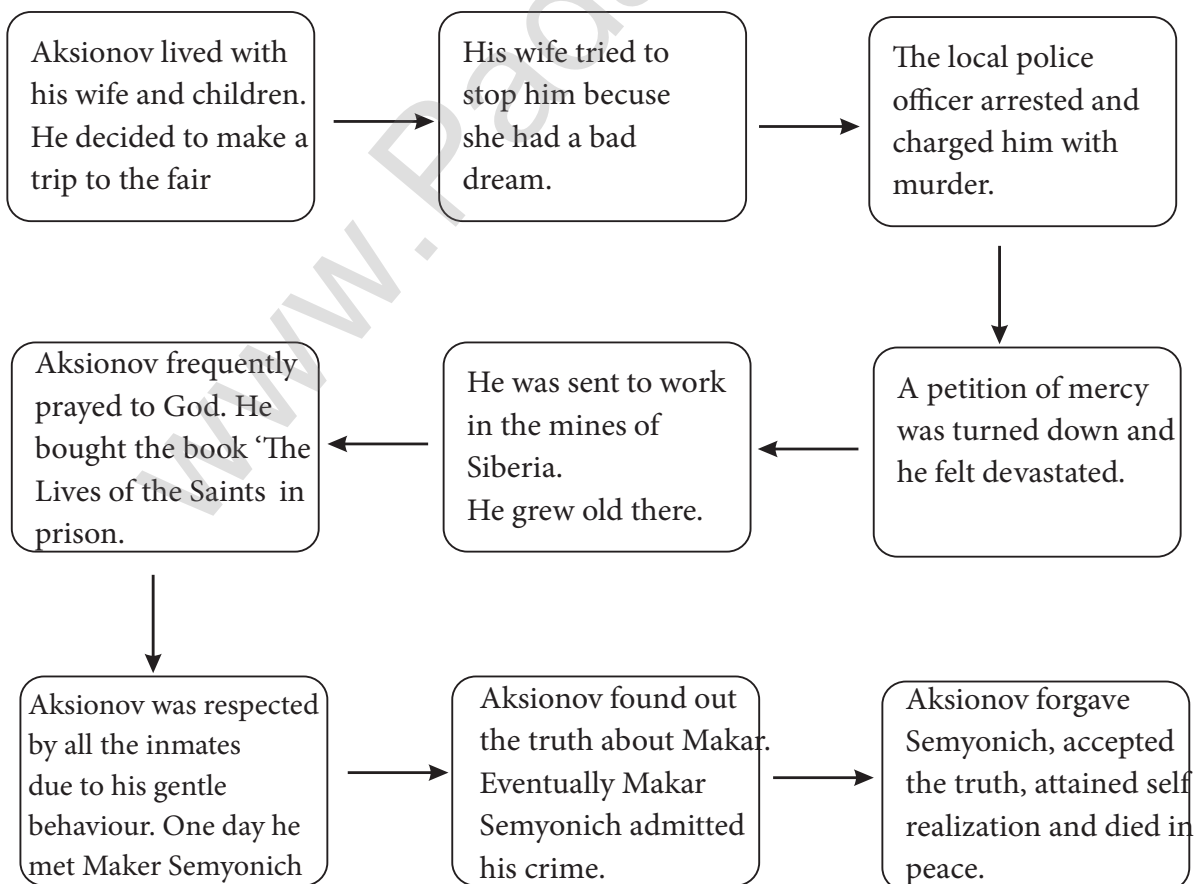 Aksionov lived with
his wife and children.
He decided to make a
trip to the fair
His wife tried to
stop him becuse
she had a bad
dream.
The local police
officer arrested and
charged him with
murder.
A petition of mercy
was turned down and
he felt devastated.
He was sent to work
in the mines of
Siberia.
He grew old there.
Aksionov frequently
prayed to God. He
bought the book ‘The
Lives of the Saints in
prison.
Aksionov was respected
by all the inmates
due to his gentle
behaviour. One day he
met Maker Semyonich
Aksionov found out
the truth about Makar.
Eventually Makar
Semyonich admitted
his crime.
Aksionov forgave
Semyonich, accepted
the truth, attained self
realization and died in
peace.
www.Pad